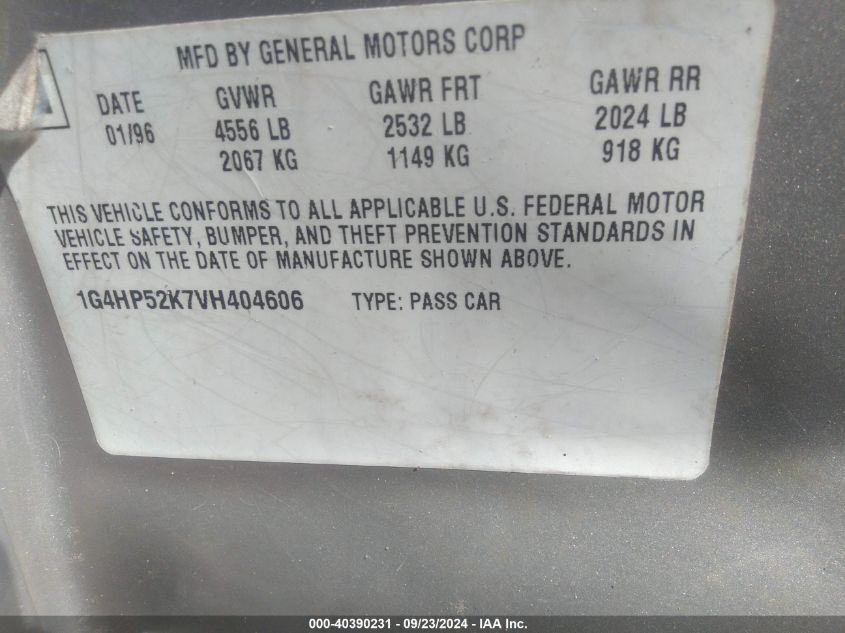 MFD BY GENERAL MOTORS CORP
DATE GVWR GAWR FRT GAWR RR
01/96 4556 LB 2532 LB 2024 LB
2067 KG 1149 KG 918 KG
THIS VEHICLE CONFORMS TO ALL APPLICABLE U.S. FEDERAL MOTOR
VEHICLE SAFETY, BUMPER, AND THEFT PREVENTION STANDARDS IN
EFFECT ON THE DATE OF MANUFACTURE SHOWN ABOVE.
1G4HP52K7VH404606 TYPE: PASS CAR
000-40390231 - 09/23/2024 - IAA Inc.